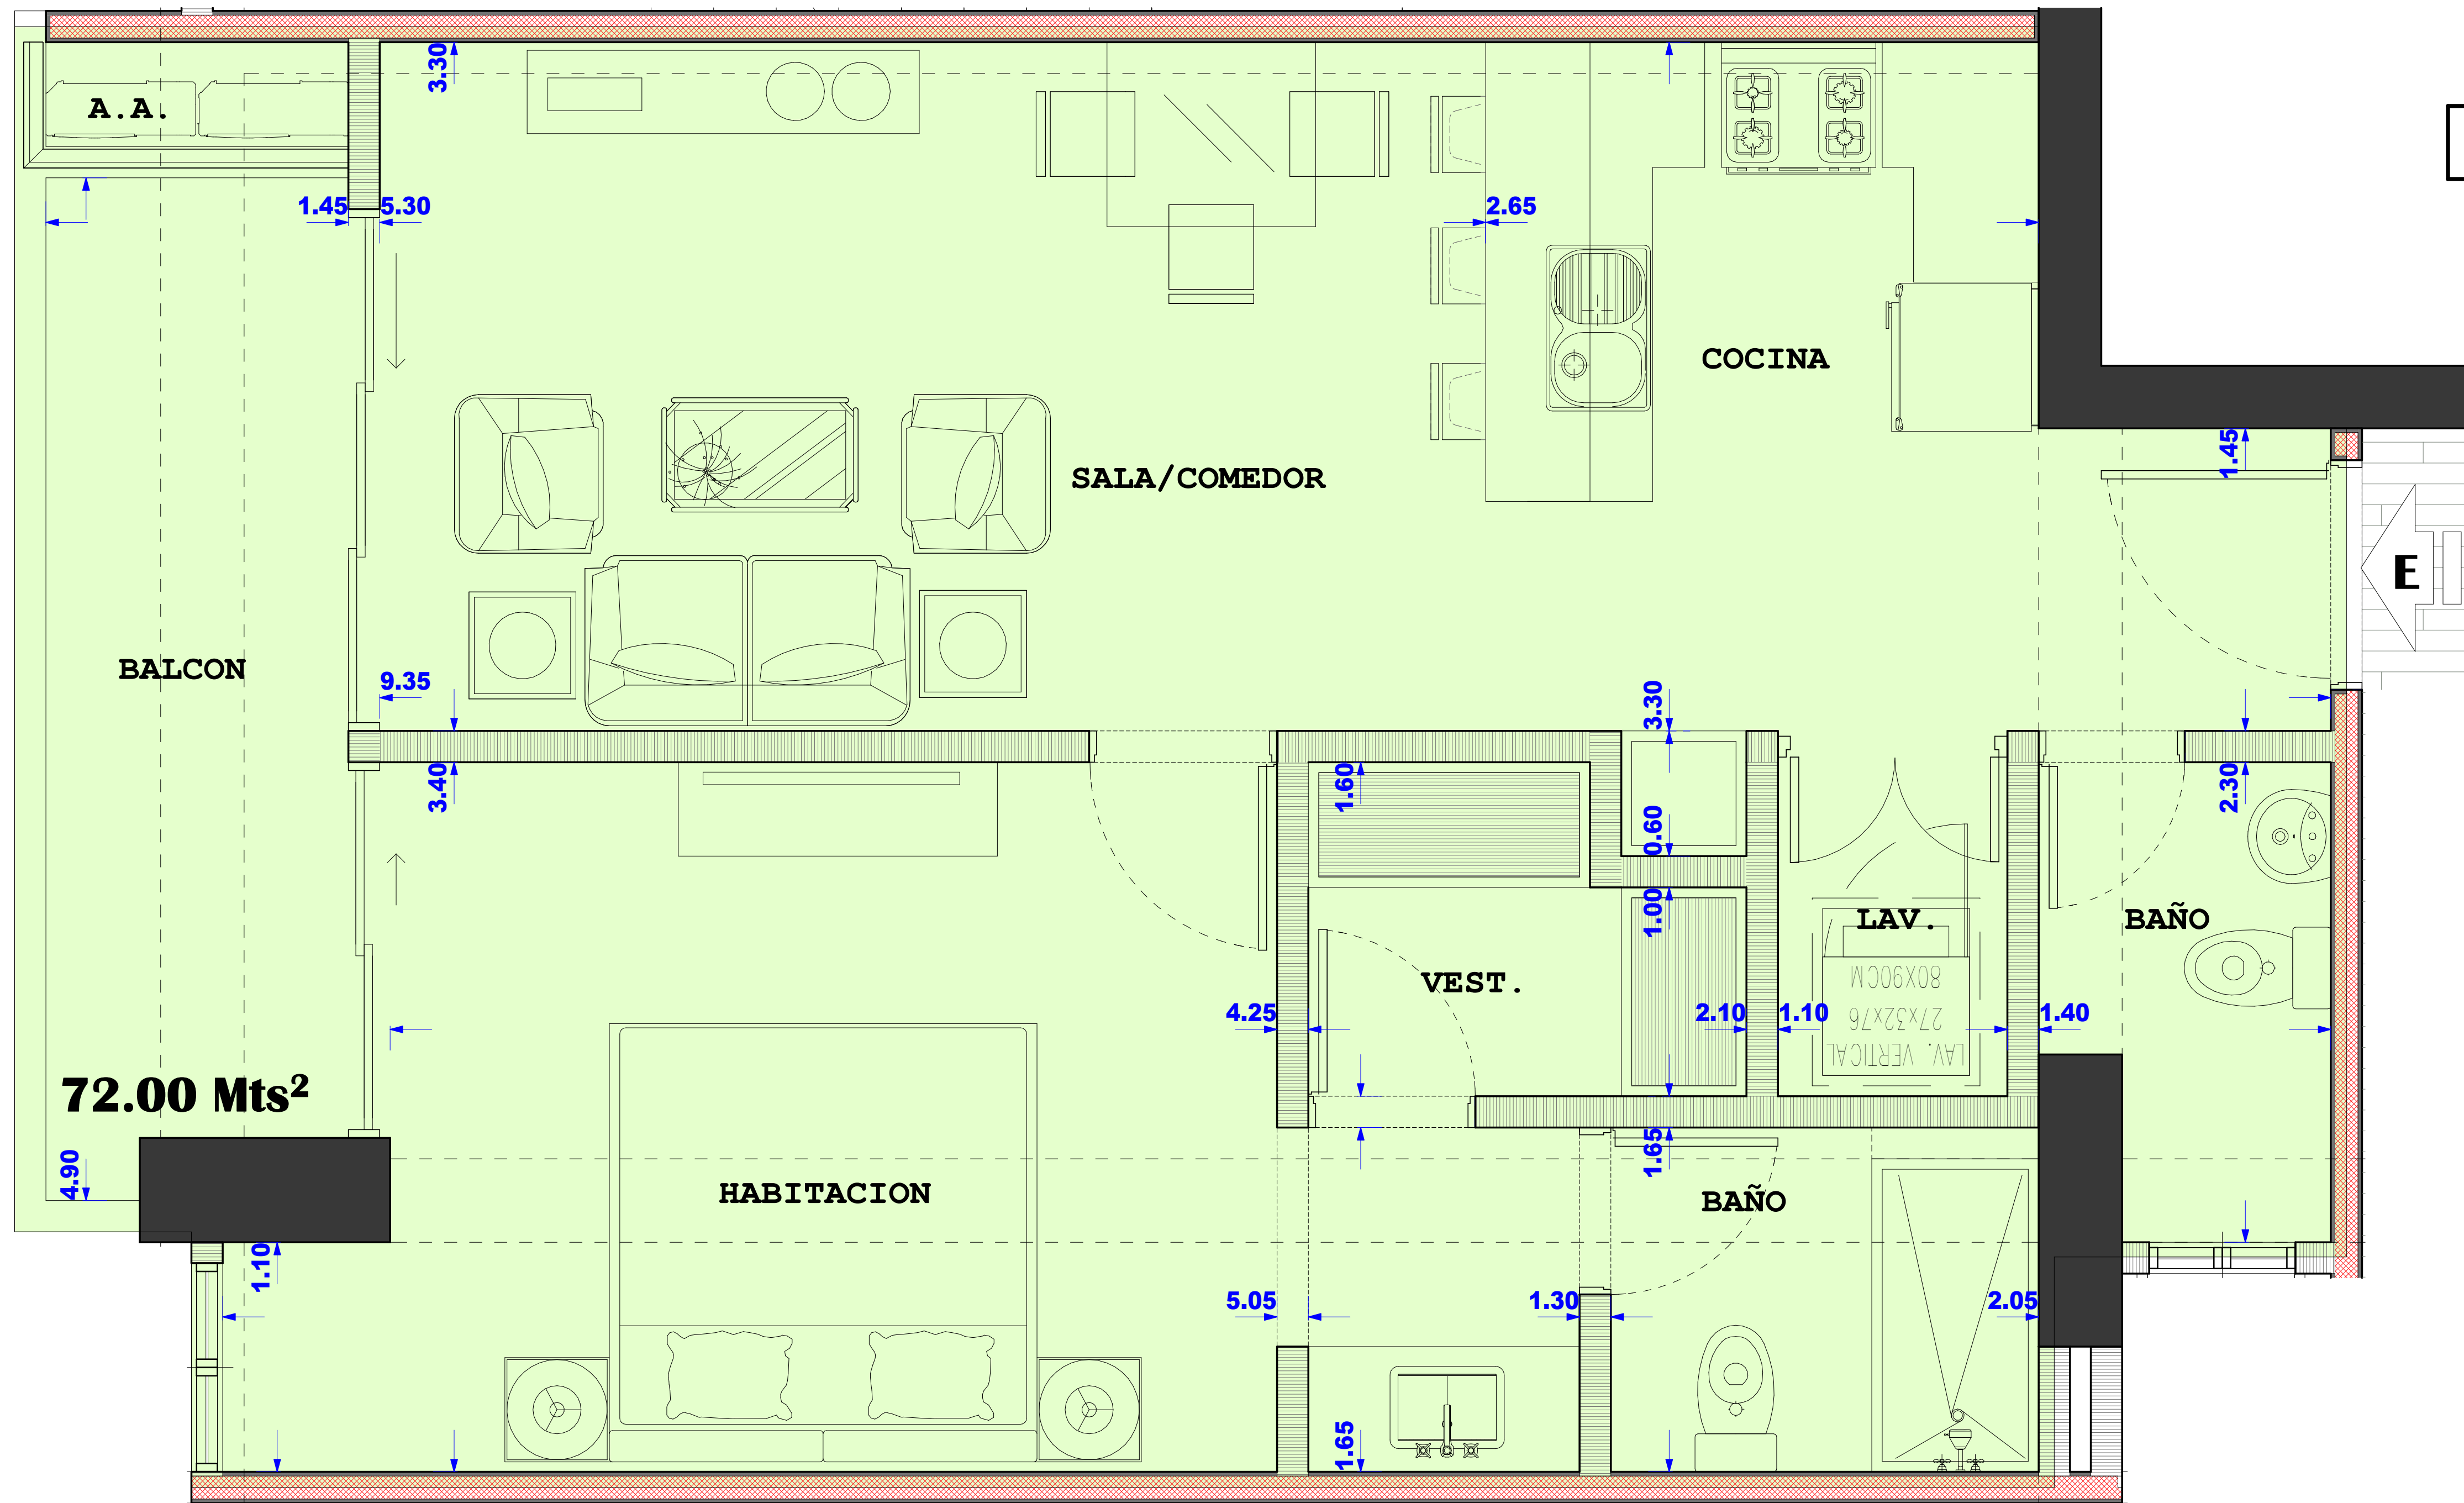 3.30
A.A.
1.45
5.30
2.65
COCINA
1.45
SALA/COMEDOR
E
BALCON
9.35
3.30
3.40
1.60
0.60
2.30
1.00
LAV.
BAÑO
VEST.
80X90CM
27x32x76
LAV. VERTICAL
4.25
2.10
1.10
1.40
72.00 Mts²
4.90
HABITACION
1.65
BAÑO
1.10
5.05
1.30
2.05
1.65